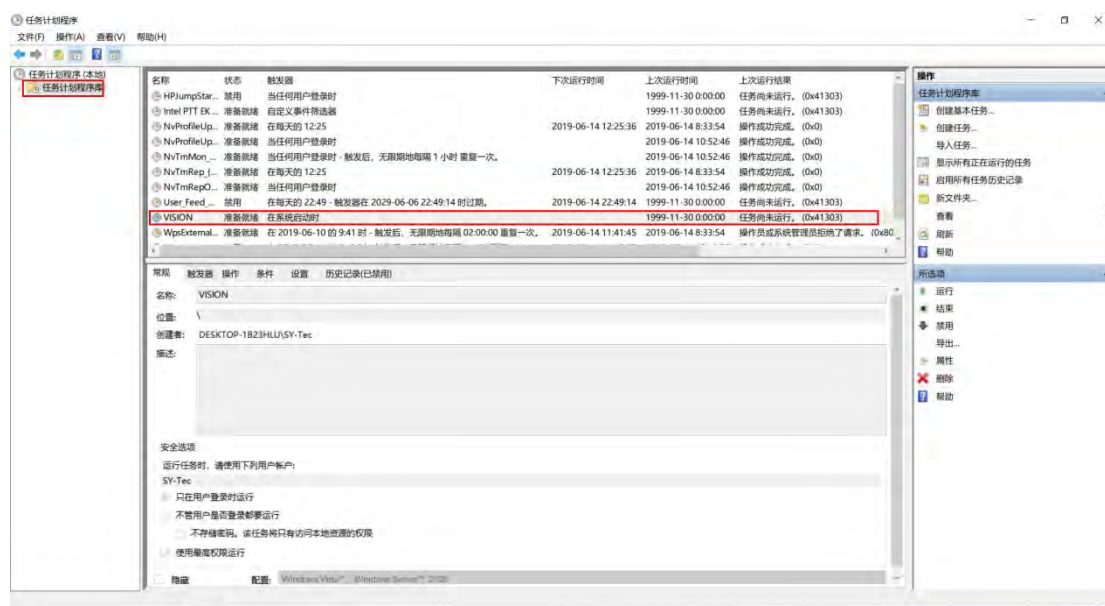 任务计划程序
文件(F) 操作(A) 查看(V) 帮助(H)
任务计划程序 (本地)
任务计划程序库
名称 状态 触发器 下次运行时间 上次运行时间 上次运行结果
HPJumpStar... 禁用 当任何用户登录时 1999-11-30 0:00:00 任务尚未运行。 (0x41303)
Intel PTT EK ... 准备就绪 自定义事件筛选器 1999-11-30 0:00:00 任务尚未运行。 (0x41303)
NvProfileUp... 准备就绪 在每天的 12:25 2019-06-14 12:25:36 2019-06-14 8:33:54 操作成功完成。 (0x0)
NvProfileUp... 准备就绪 当任何用户登录时 2019-06-14 10:52:46 操作成功完成。 (0x0)
NvTmMon_... 准备就绪 当任何用户登录时 - 触发后，无限期地每隔 1 小时 重复一次。 2019-06-14 10:52:46 操作成功完成。 (0x0)
NvTmRep_{... 准备就绪 在每天的 12:25 2019-06-14 12:25:36 2019-06-14 8:33:54 操作成功完成。 (0x0)
NvTmRepO... 准备就绪 当任何用户登录时 2019-06-14 10:52:46 操作成功完成。 (0x0)
User_Feed_... 禁用 在每天的 22:49 - 触发器在 2029-06-06 22:49:14 时过期。 2019-06-14 22:49:14 1999-11-30 0:00:00 任务尚未运行。 (0x41303)
VISION 准备就绪 在系统启动时 1999-11-30 0:00:00 任务尚未运行。 (0x41303)
WpsExternal... 准备就绪 在 2019-06-10 的 9:41 时 - 触发后，无限期地每隔 02:00:00 重复一次。 2019-06-14 11:41:45 2019-06-14 8:33:54 操作员或系统管理员拒绝了请求。 (0x80
常规 触发器 操作 条件 设置 历史记录(已禁用)
名称: VISION
位置: \
创建者: DESKTOP-1B23HLU\SY-Tec
描述:
安全选项
运行任务时，请使用下列用户帐户:
SY-Tec
只在用户登录时运行
不管用户是否登录都要运行
不存储密码。该任务将只有访问本地资源的权限
使用最高权限运行
隐藏 配置: Windows Vista™、Windows Server™ 2008
操作
任务计划程序库
创建基本任务...
创建任务...
导入任务...
显示所有正在运行的任务
启用所有任务历史记录
新文件夹...
查看
刷新
帮助
所选项
运行
结束
禁用
导出...
属性
删除
帮助